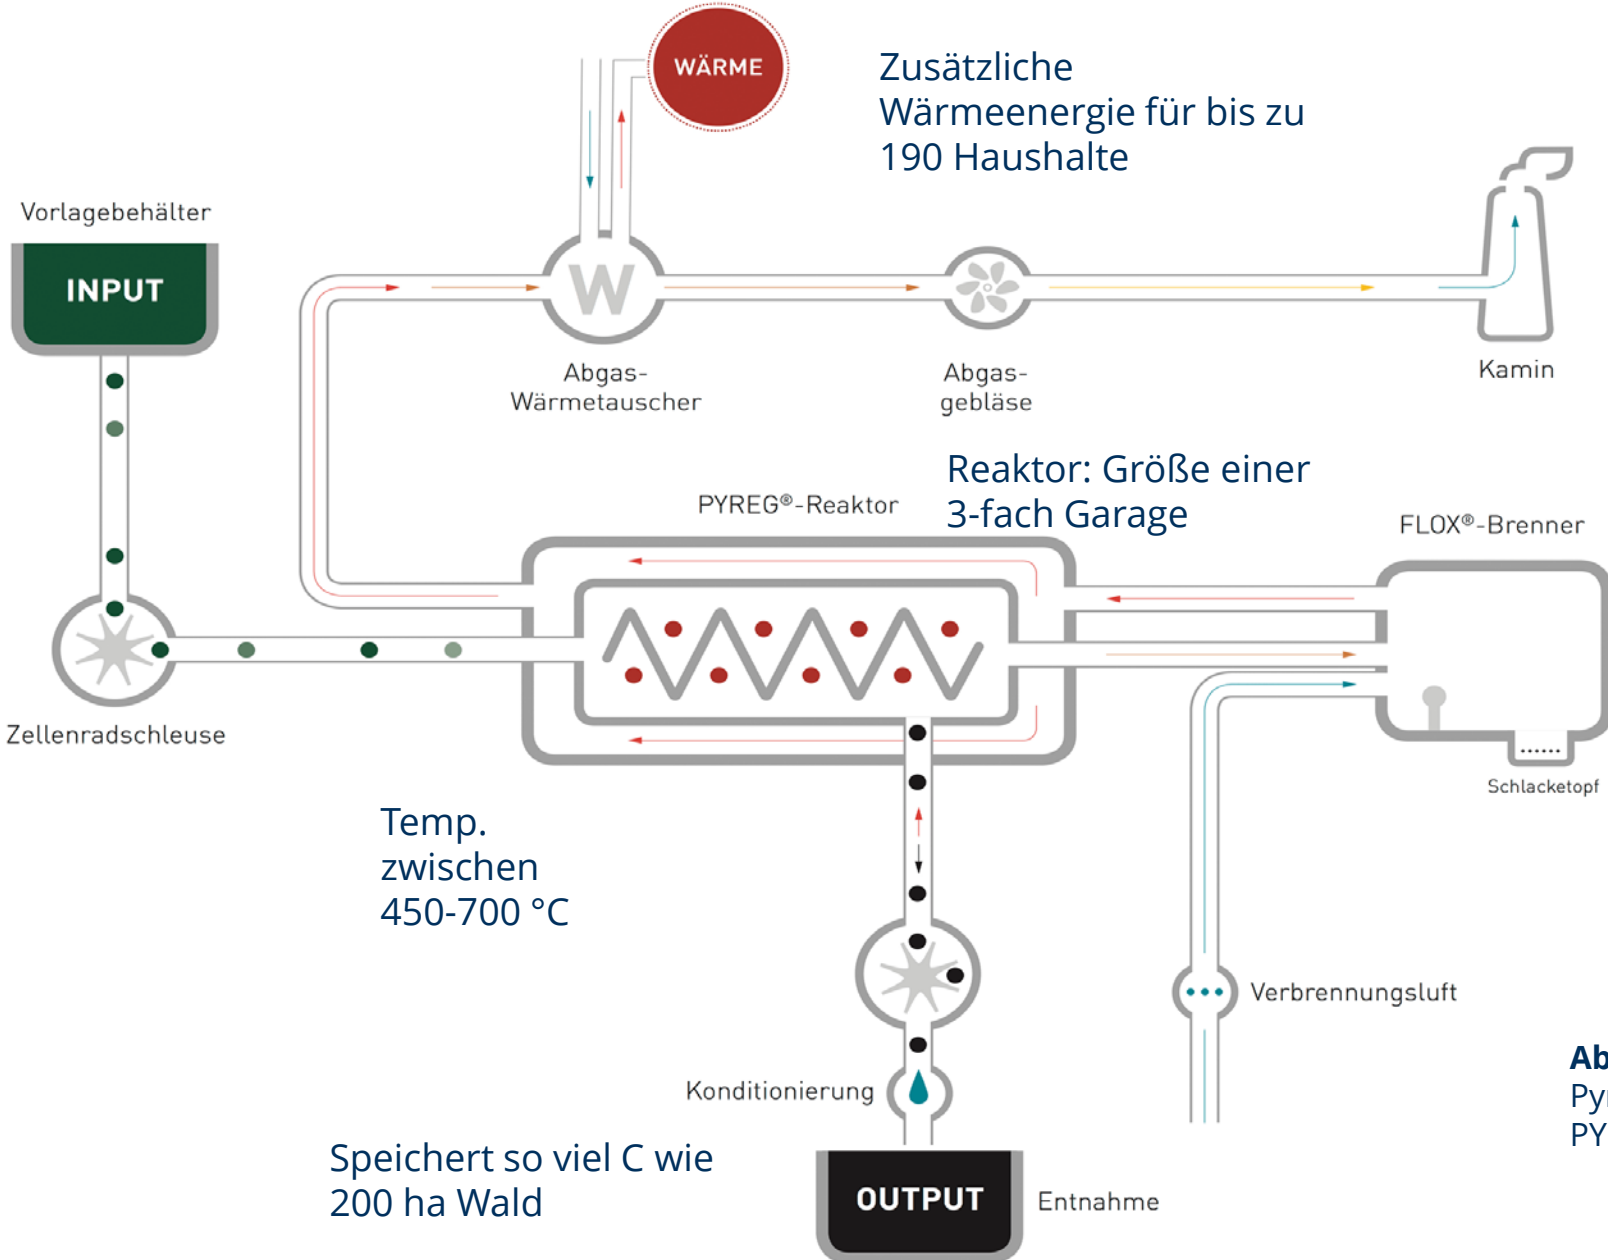 WÄRME
Zusätzliche
Wärmeenergie für bis zu
190 Haushalte
Vorlagebehälter
INPUT
W
Abgas-
Wärmetauscher
Abgas-
gebläse
Kamin
Reaktor: Größe einer
3-fach Garage
PYREG®-Reaktor
FLOX®-Brenner
Zellenradschleuse
Schlacketopf
Temp.
zwischen
450-700 °C
Verbrennungsluft
Konditionierung
Speichert so viel C wie
200 ha Wald
OUTPUT
Entnahme